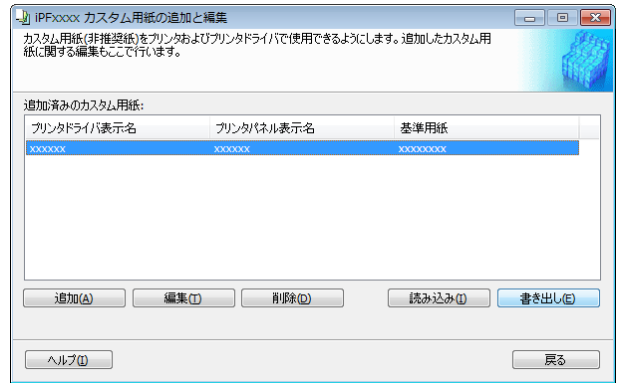 iPFxxxx カスタム用紙の追加と編集
カスタム用紙(非推奨紙)をプリンタおよびプリンタドライバで使用できるようにします。追加したカスタム用
紙に関する編集もここで行います。
追加済みのカスタム用紙:
プリンタドライバ表示名 プリンタパネル表示名 基準用紙
xxxxxx xxxxxx xxxxxxxx
追加(A) 編集(T) 削除(D) 読み込み(I) 書き出し(E)
ヘルプ(I) 戻る